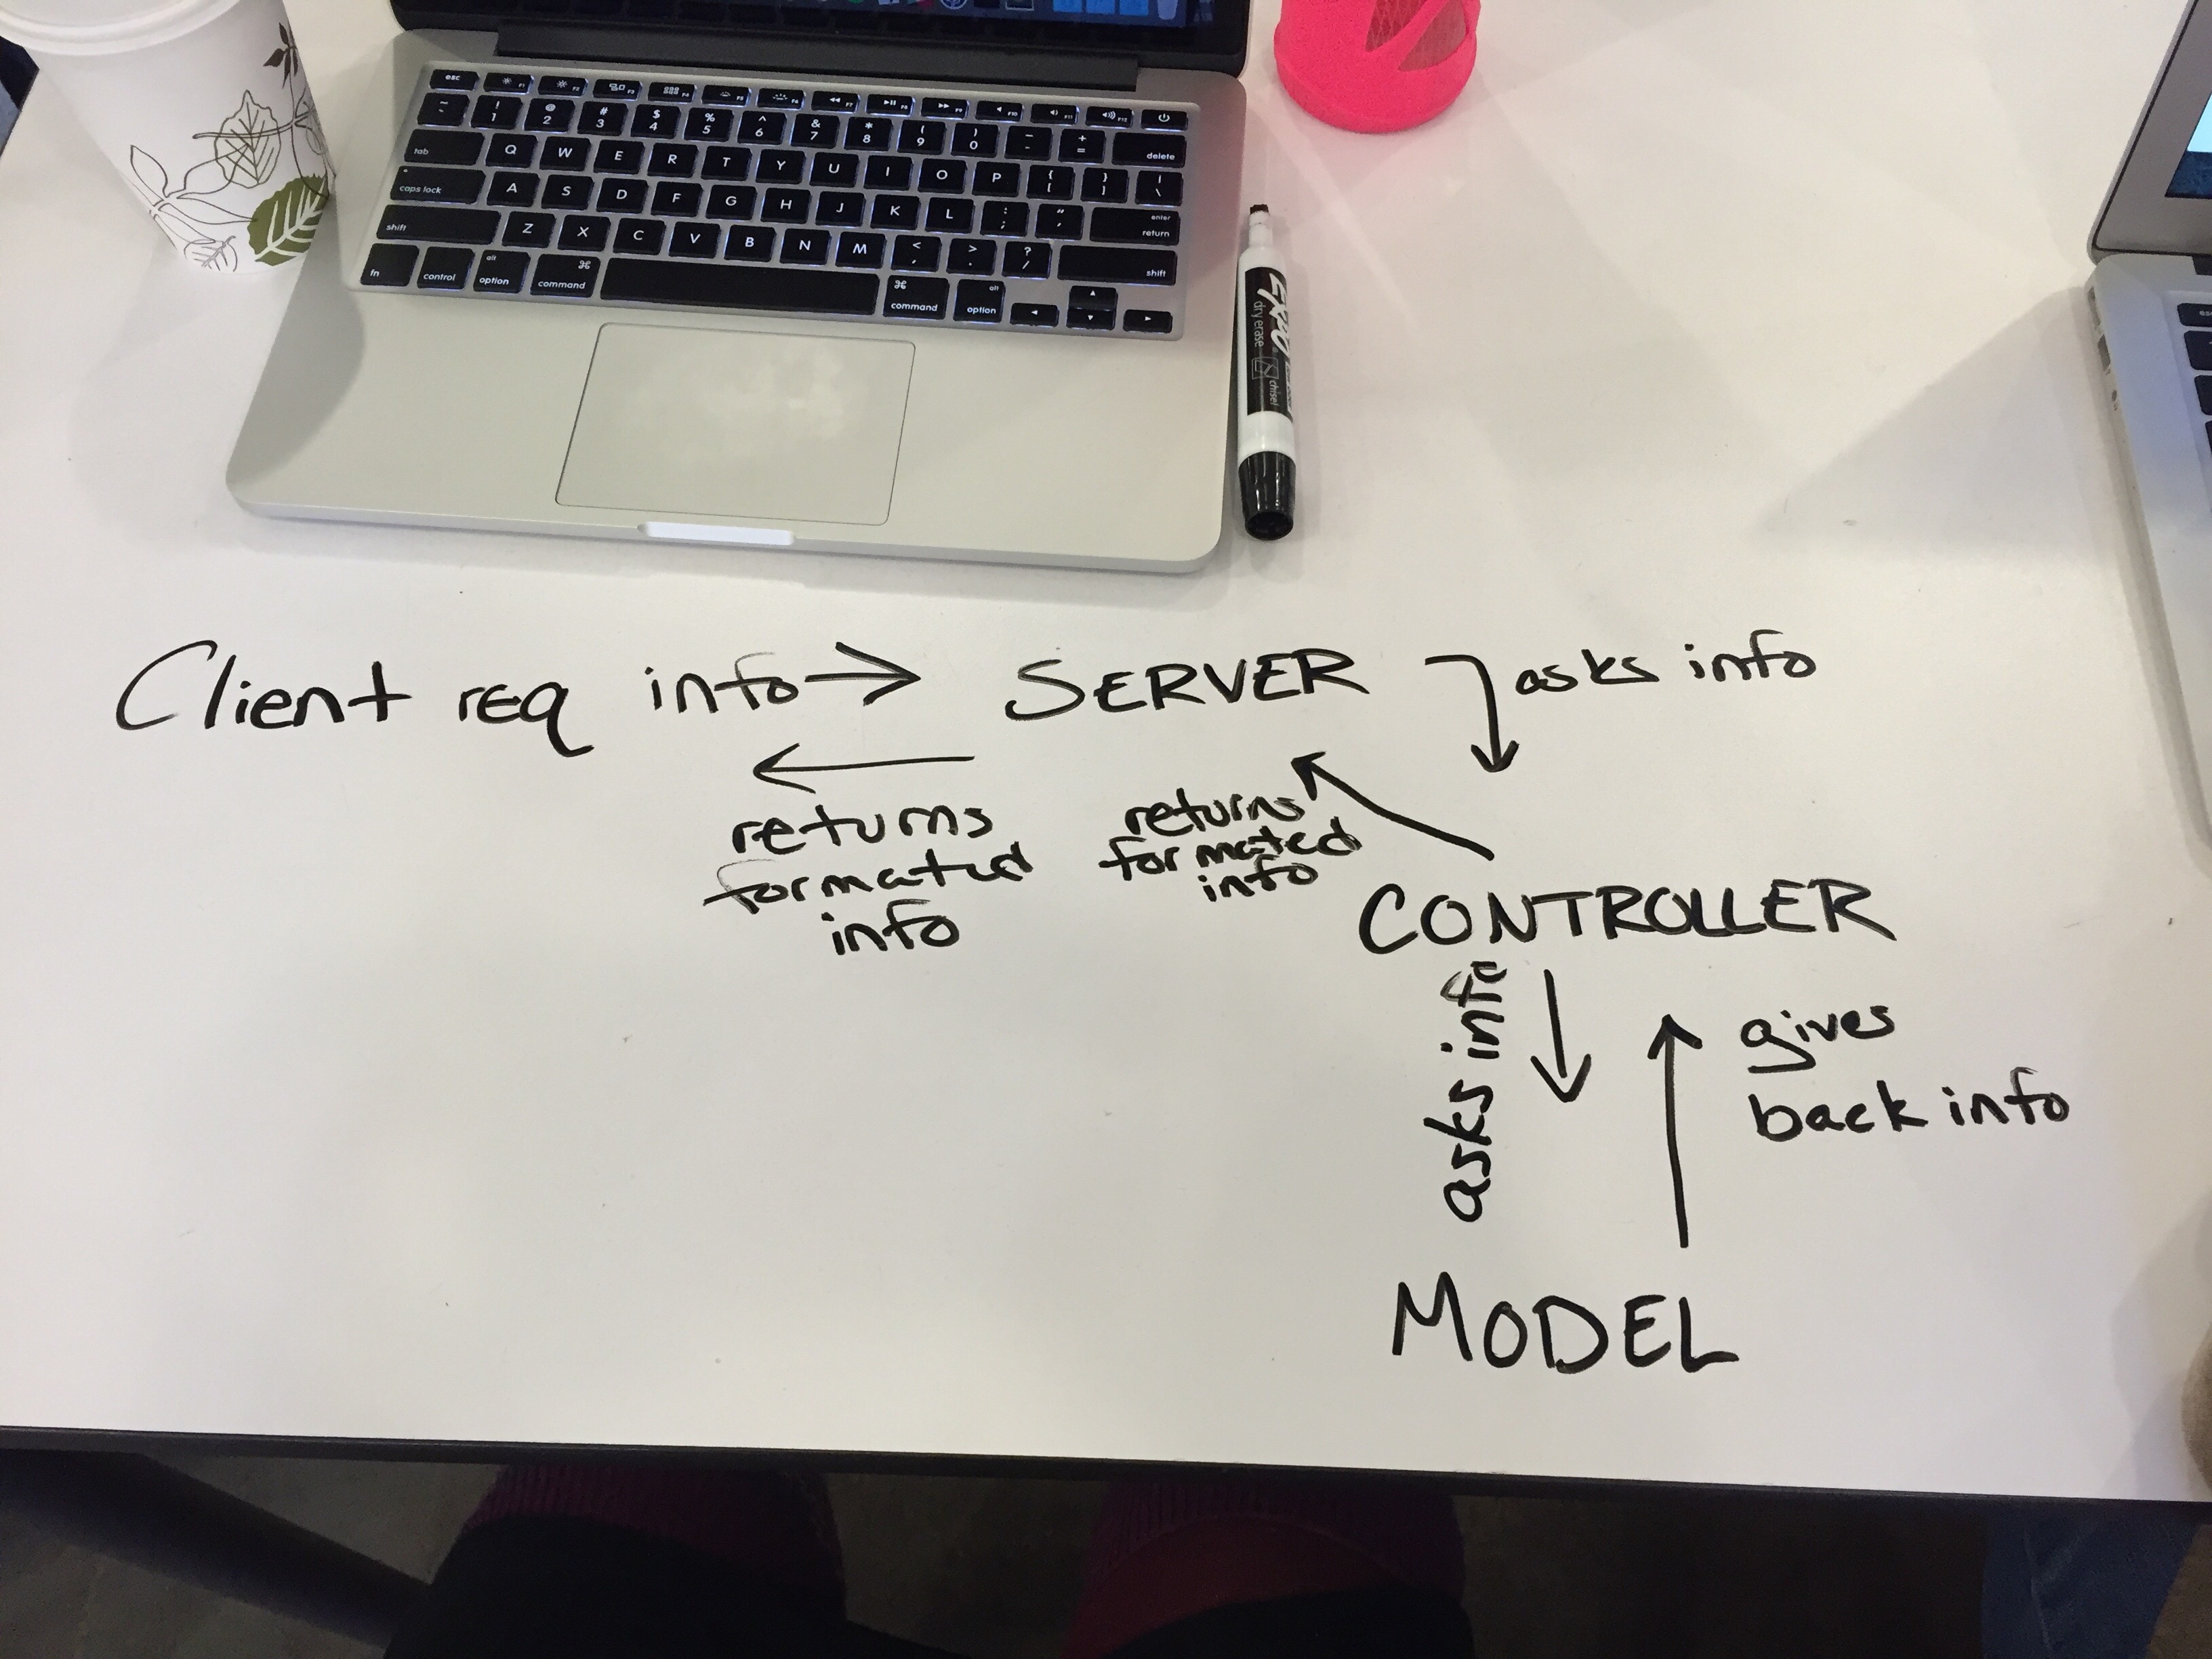 esc F1 F2 F3 F4 F5 F6 F7 F8 F9 F10 F11 F12
~ ` ! 1 @ 2 # 3 $ 4 % 5 ^ 6 & 7 * 8 ( 9 ) 0 _ - + = delete
tab Q W E R T Y U I O P { [ } ] | \
caps lock A S D F G H J K L : ; " ' enter return
shift Z X C V B N M < , > . ? / shift
fn control alt option ⌘ command ⌘ command alt option
EXPO
dry erase
chisel
Client req info → SERVER
asks info
←
returns
formated
info
returns
formated
info
CONTROLLER
asks info
gives
back info
MODEL